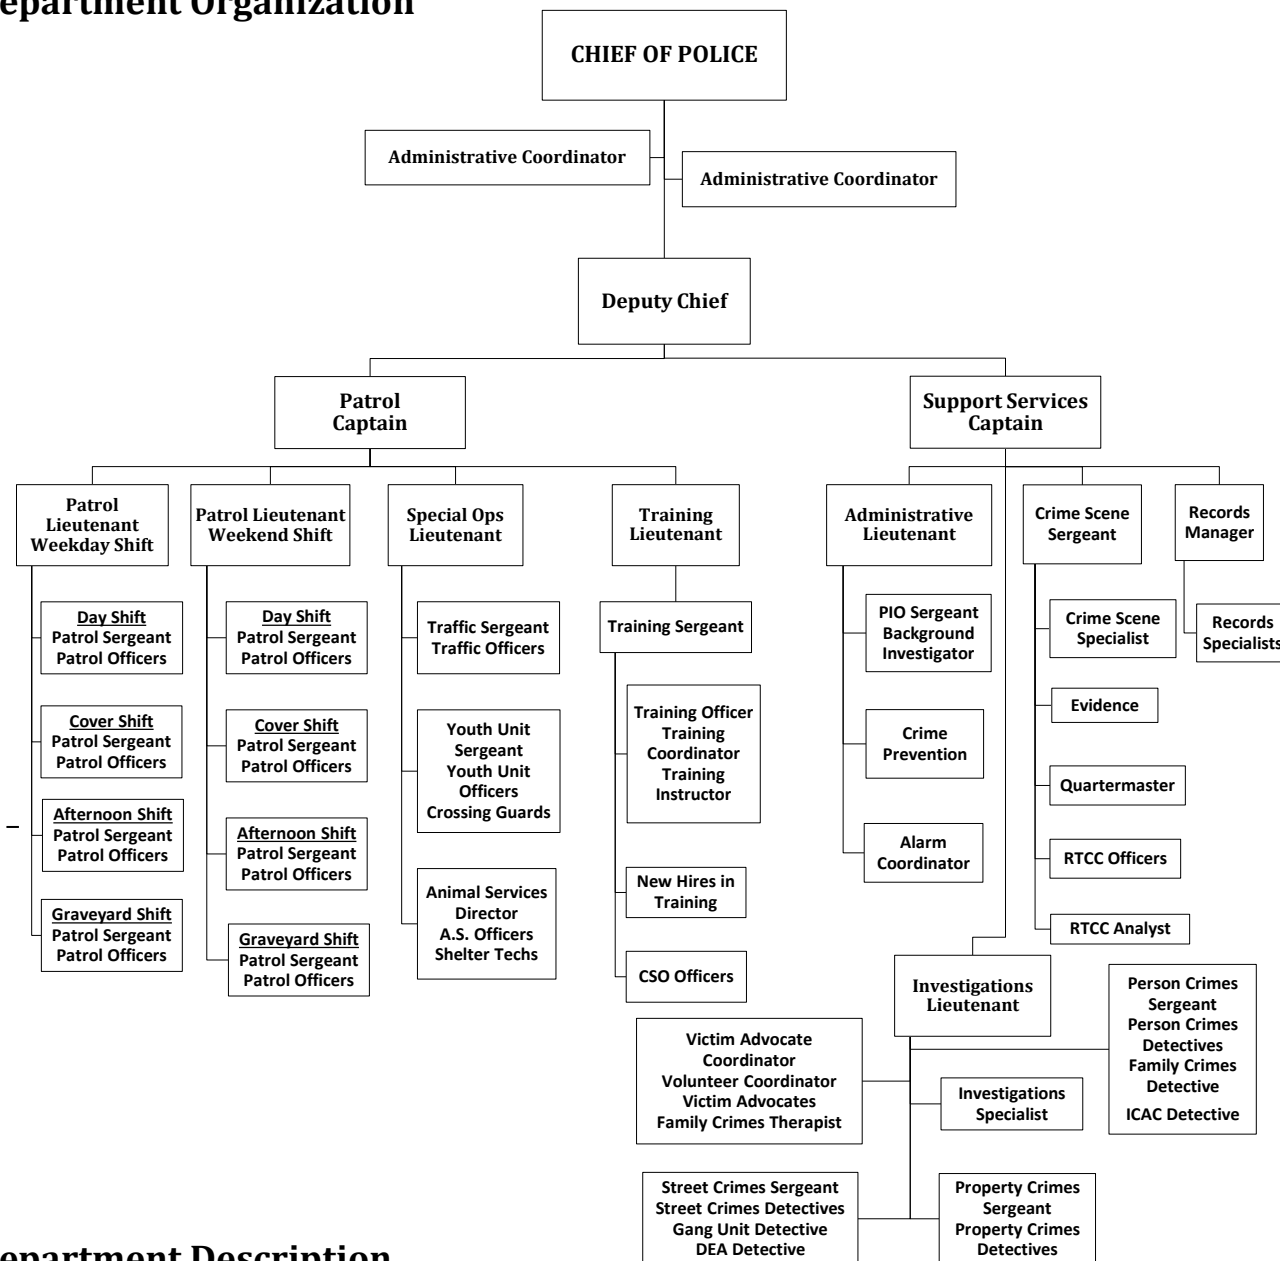 epartment Organization
CHIEF OF POLICE
Administrative Coordinator
Administrative Coordinator
Deputy Chief
Patrol
Captain
Support Services
Captain
Patrol
Lieutenant
Weekday Shift
Patrol Lieutenant
Weekend Shift
Special Ops
Lieutenant
Training
Lieutenant
Administrative
Lieutenant
Crime Scene
Sergeant
Records
Manager
Day Shift
Patrol Sergeant
Patrol Officers
Cover Shift
Patrol Sergeant
Patrol Officers
Afternoon Shift
Patrol Sergeant
Patrol Officers
Graveyard Shift
Patrol Sergeant
Patrol Officers
Day Shift
Patrol Sergeant
Patrol Officers
Cover Shift
Patrol Sergeant
Patrol Officers
Afternoon Shift
Patrol Sergeant
Patrol Officers
Graveyard Shift
Patrol Sergeant
Patrol Officers
Traffic Sergeant
Traffic Officers
Youth Unit
Sergeant
Youth Unit
Officers
Crossing Guards
Animal Services
Director
A.S. Officers
Shelter Techs
Training Sergeant
Training Officer
Training
Coordinator
Training
Instructor
New Hires in
Training
CSO Officers
PIO Sergeant
Background
Investigator
Crime
Prevention
Alarm
Coordinator
Crime Scene
Specialist
Evidence
Quartermaster
RTCC Officers
RTCC Analyst
Records
Specialists
Investigations
Lieutenant
Victim Advocate
Coordinator
Volunteer Coordinator
Victim Advocates
Family Crimes Therapist
Investigations
Specialist
Person Crimes
Sergeant
Person Crimes
Detectives
Family Crimes
Detective
ICAC Detective
Street Crimes Sergeant
Street Crimes Detectives
Gang Unit Detective
DEA Detective
Property Crimes
Sergeant
Property Crimes
Detectives
epartment Description